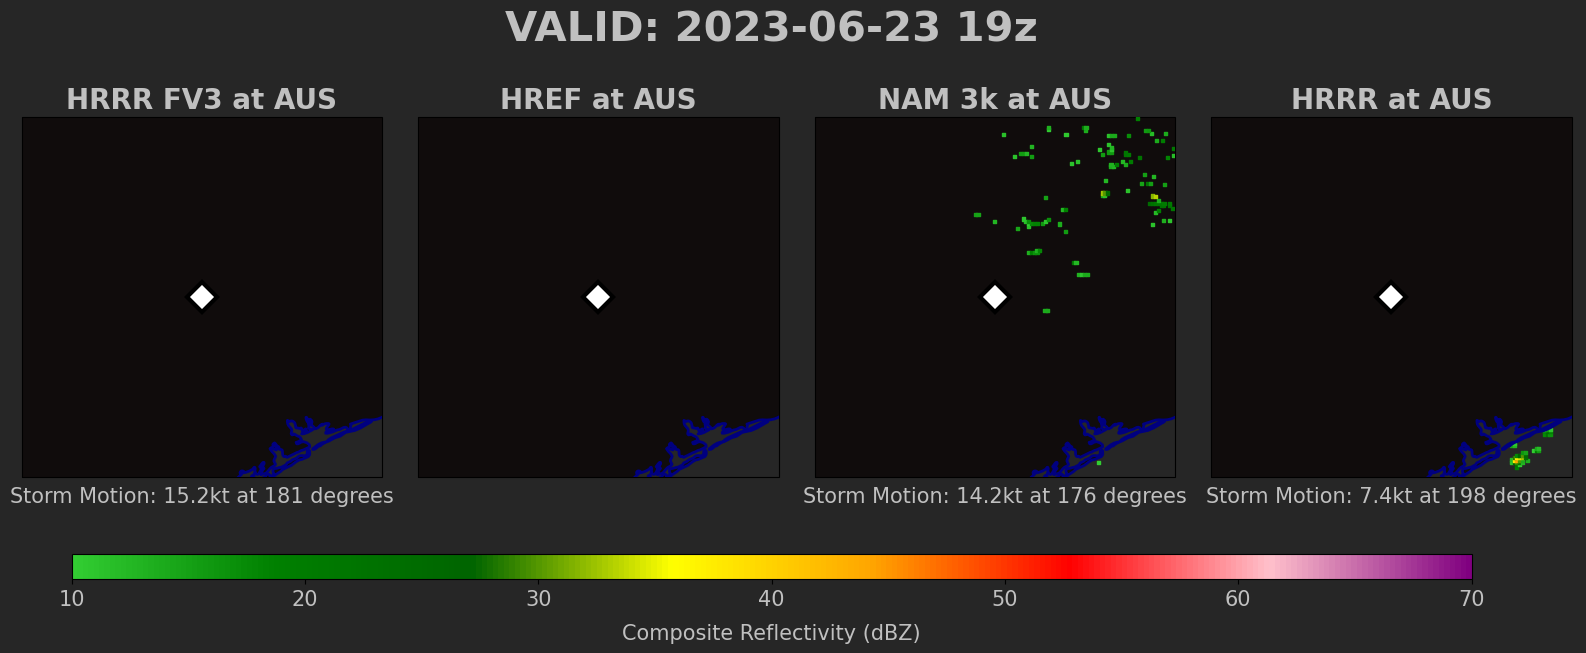 VALID: 2023-06-23 19z
HRRR FV3 at AUS
HREF at AUS
NAM 3k at AUS
HRRR at AUS
Storm Motion: 15.2kt at 181 degrees
Storm Motion: 14.2kt at 176 degrees
Storm Motion: 7.4kt at 198 degrees
10 20 30 40 50 60 70
Composite Reflectivity (dBZ)